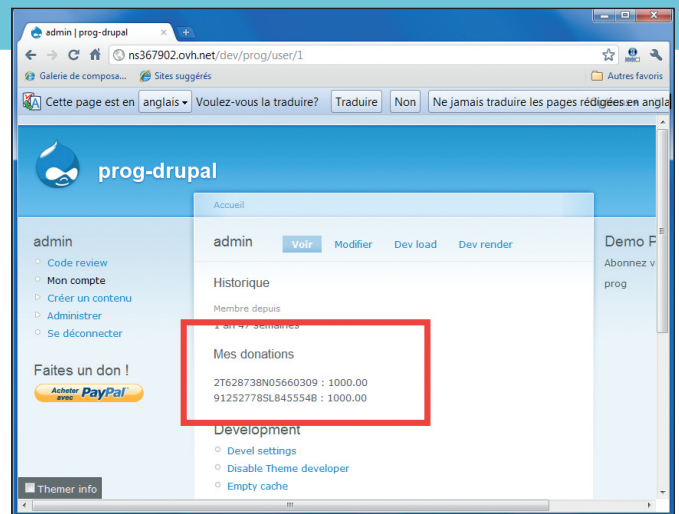 admin | prog-drupal
ns367902.ovh.net/dev/prog/user/1
Galerie de composa... Sites suggérés Autres favoris
Cette page est en anglais Voulez-vous la traduire? Traduire Non Ne jamais traduire les pages rédigées en angla
prog-drupal
Accueil
admin
Code review
Mon compte
Créer un contenu
Administrer
Se déconnecter
Faites un don !
Acheter avec PayPal
admin Voir Modifier Dev load Dev render
Historique
Membre depuis
1 an 47 semaines
Mes donations
2T628738N05660309 : 1000.00
91252778SL845554B : 1000.00
Development
Devel settings
Disable Theme developer
Empty cache
Demo P
Abonnez v
prog
Themer info